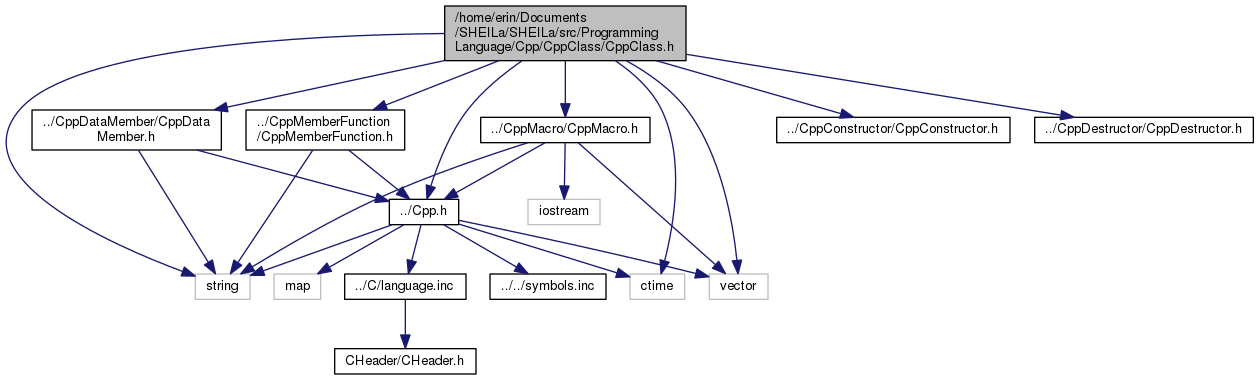 /home/erin/Documents
/SHEILa/SHEILa/src/Programming
Language/Cpp/CppClass/CppClass.h
../CppDataMember/CppData
Member.h
../CppMemberFunction
/CppMemberFunction.h
../CppMacro/CppMacro.h
../CppConstructor/CppConstructor.h
../CppDestructor/CppDestructor.h
../Cpp.h
iostream
string
map
../C/language.inc
../../symbols.inc
ctime
vector
CHeader/CHeader.h